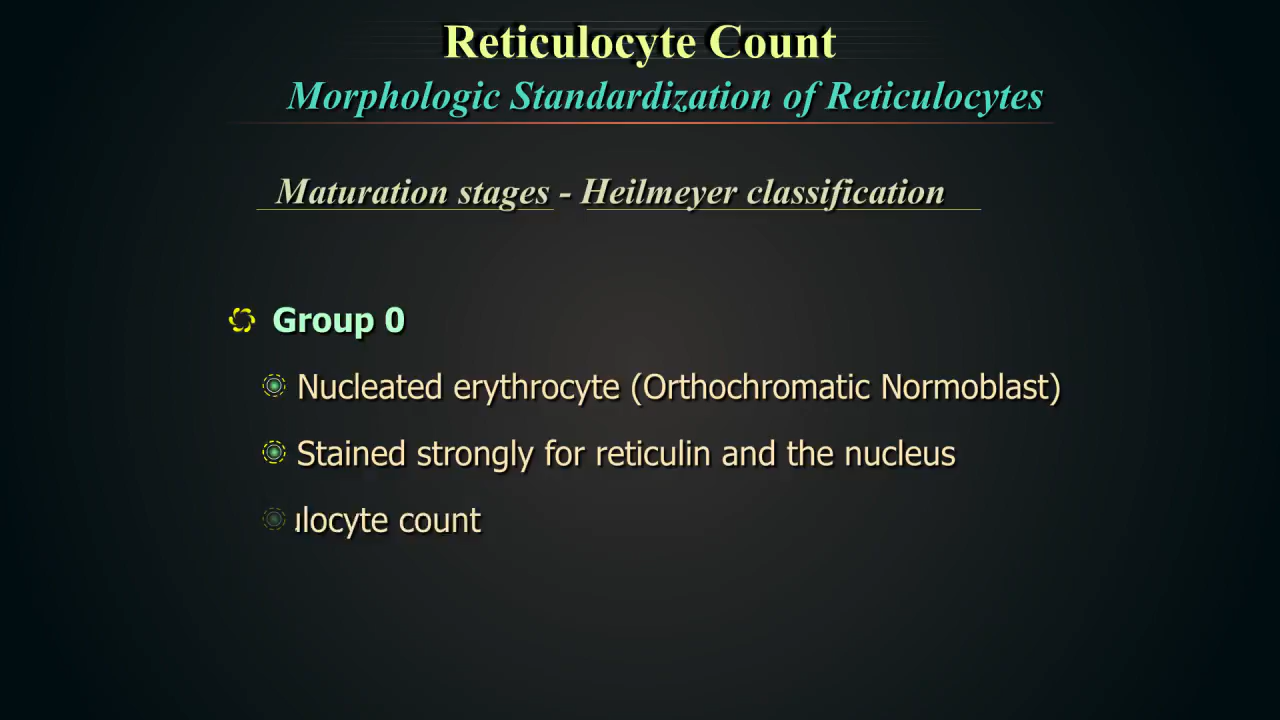 Reticulocyte Count
Morphologic Standardization of Reticulocytes
Maturation stages - Heilmeyer classification
Group 0
Nucleated erythrocyte (Orthochromatic Normoblast)
Stained strongly for reticulin and the nucleus
count